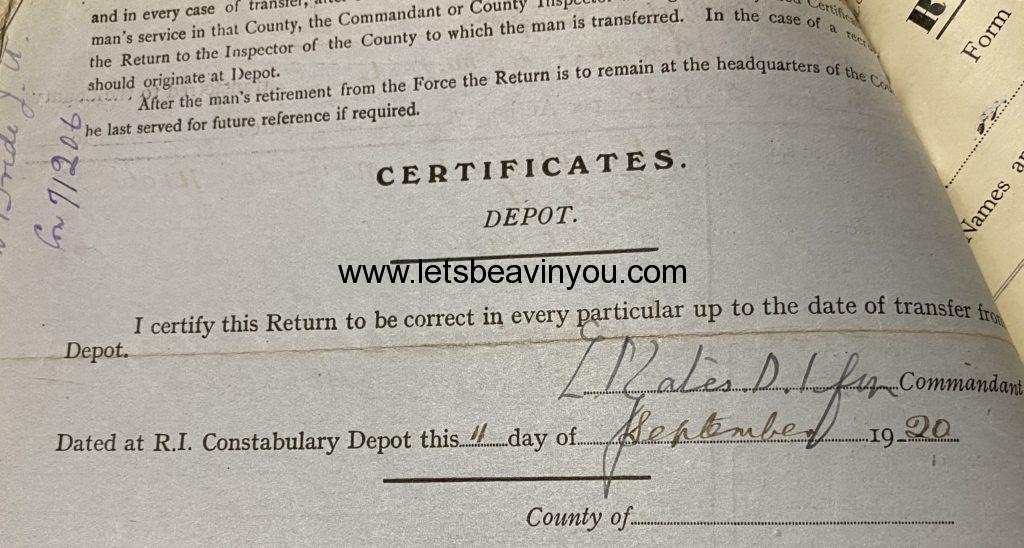 and in every case of transfer,
man's service in that County, the Commandant or County Inspector
the Return to the Inspector of the County to which the man is transferred. In the case of a
should originate at Depot.
After the man's retirement from the Force the Return is to remain at the headquarters of the
he last served for future reference if required.
71206
CERTIFICATES.
DEPOT.
www.letsbeavinyou.com
I certify this Return to be correct in every particular up to the date of transfer from
Depot.
Yates. D. I. Commandant
Dated at R.I. Constabulary Depot this 11 day of September 1920
County of
Form
Names